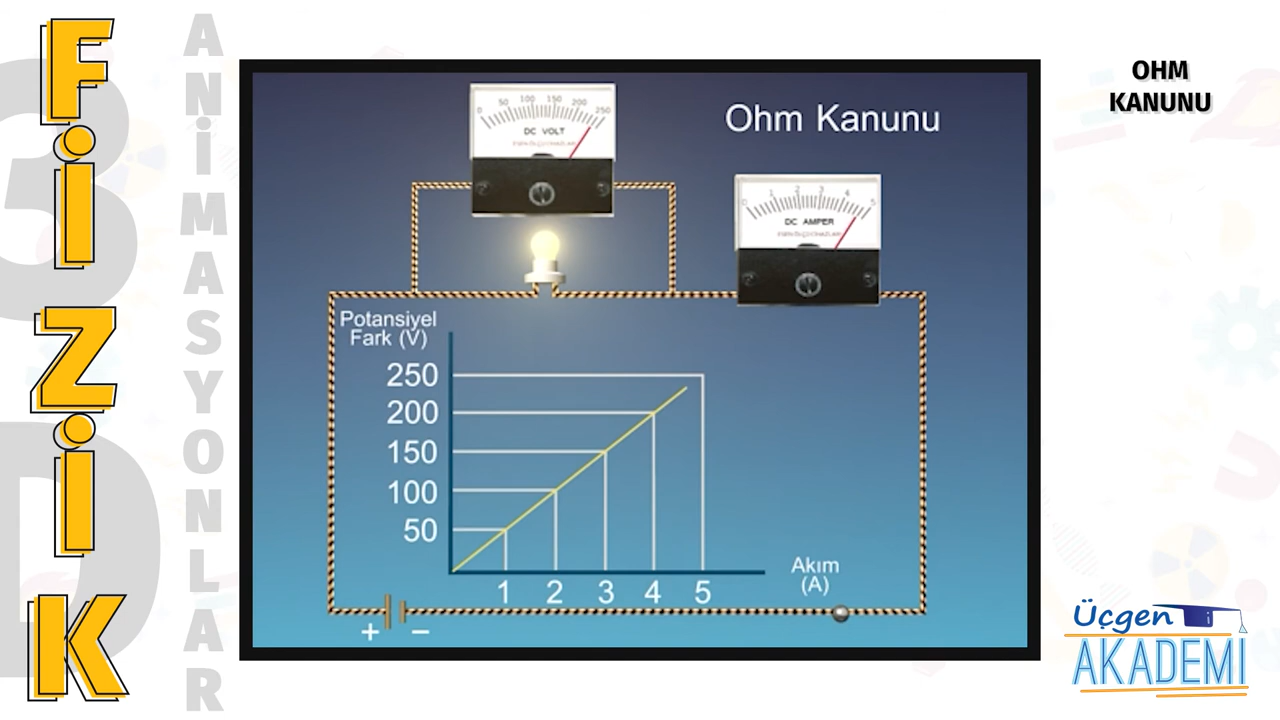 FİZİK
3D
ANİMASYONLAR
OHM
KANUNU
Ohm Kanunu
0 50 100 150 200 250
DC VOLT
0 1 2 3 4 5
DC AMPER
Potansiyel
Fark (V)
250
200
150
100
50
1 2 3 4 5
Akım
(A)
+ −
Üçgen
AKADEMİ